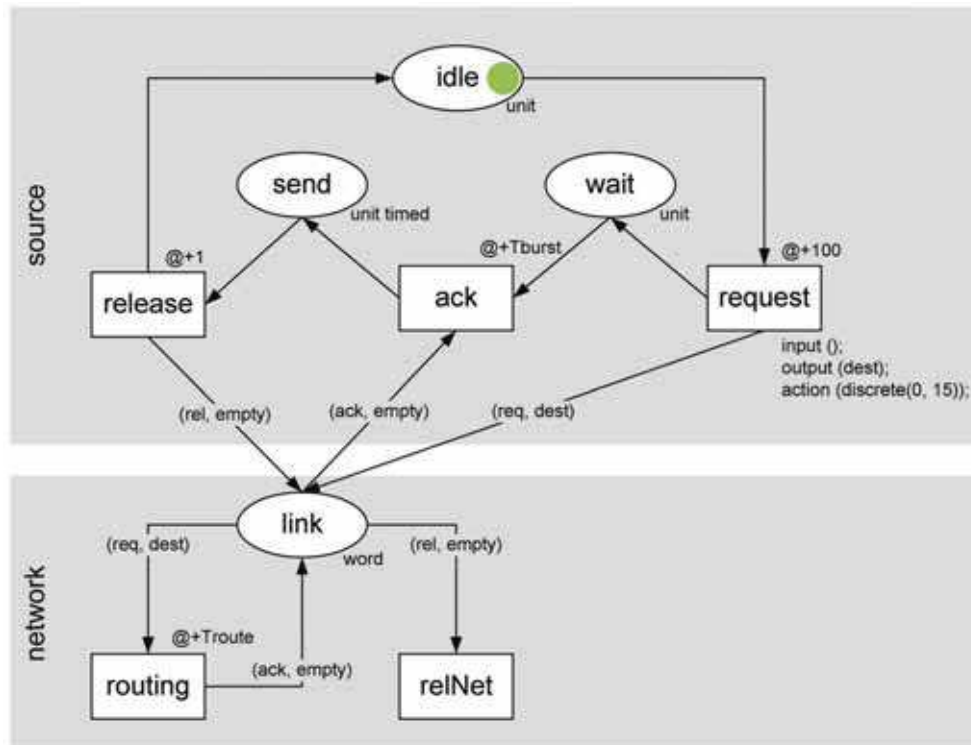 idle
unit
send
unit timed
wait
unit
source
@+1
release
@+Tburst
ack
@+100
request
input ();
output (dest);
action (discrete(0, 15));
(rel, empty)
(ack, empty)
(req, dest)
link
word
(req, dest)
(rel, empty)
network
@+Troute
routing
(ack, empty)
relNet